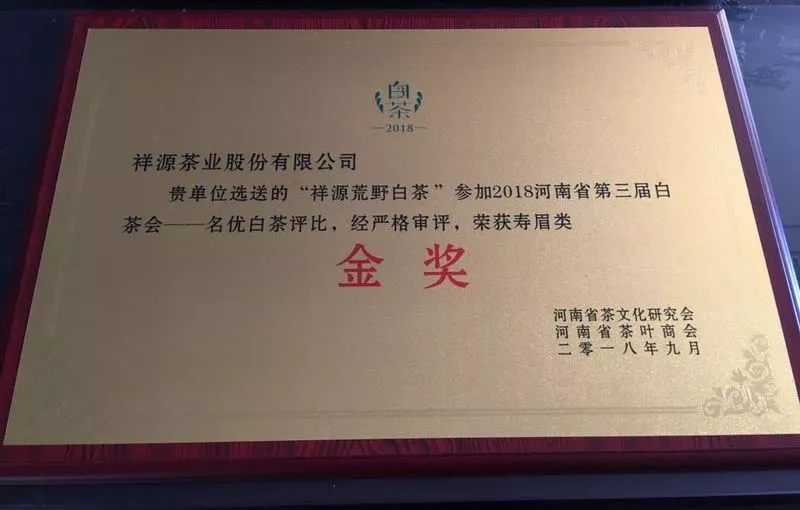 白茶
—2018—
祥源茶业股份有限公司
贵单位选送的“祥源荒野白茶”参加2018河南省第三届白
茶会——名优白茶评比，经严格审评，荣获寿眉类
金奖
河南省茶文化研究会
河南省茶叶商会
二零一八年九月